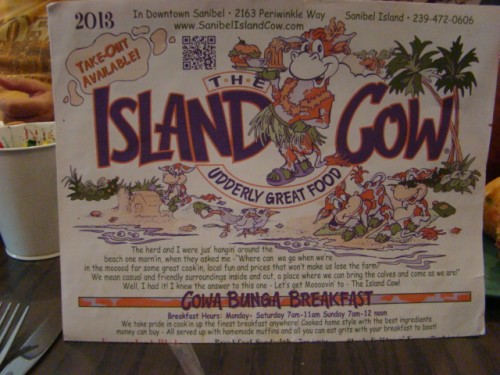 2013
In Downtown Sanibel • 2163 Periwinkle Way Sanibel Island • 239-472-0606
www.SanibelIslandCow.com
TAKE-OUT
AVAILABLE!
THE
ISLAND COW
UDDERLY GREAT FOOD
The herd and I were jus' hangin' around the
beach one morn'in, when they asked me -"Where can we go when we're
in the mooood for some great cookin, local fun and prices that won't make us lose the farm?"
We mean casual and friendly surroundings inside and out, a place where we can bring the calves and come as we are!"
Well, I had it! I knew the answer to this one - Let's get Moooovin' to - The Island Cow!
COWA BUNGA BREAKFAST
Breakfast Hours: Monday- Saturday 7am-11am Sunday 7am-12 noon
We take pride in cook'in up the finest breakfast anywhere! Cooked home style with the best ingredients
money can buy - All served up with homemade muffins and all you can eat grits with your breakfast to boot!